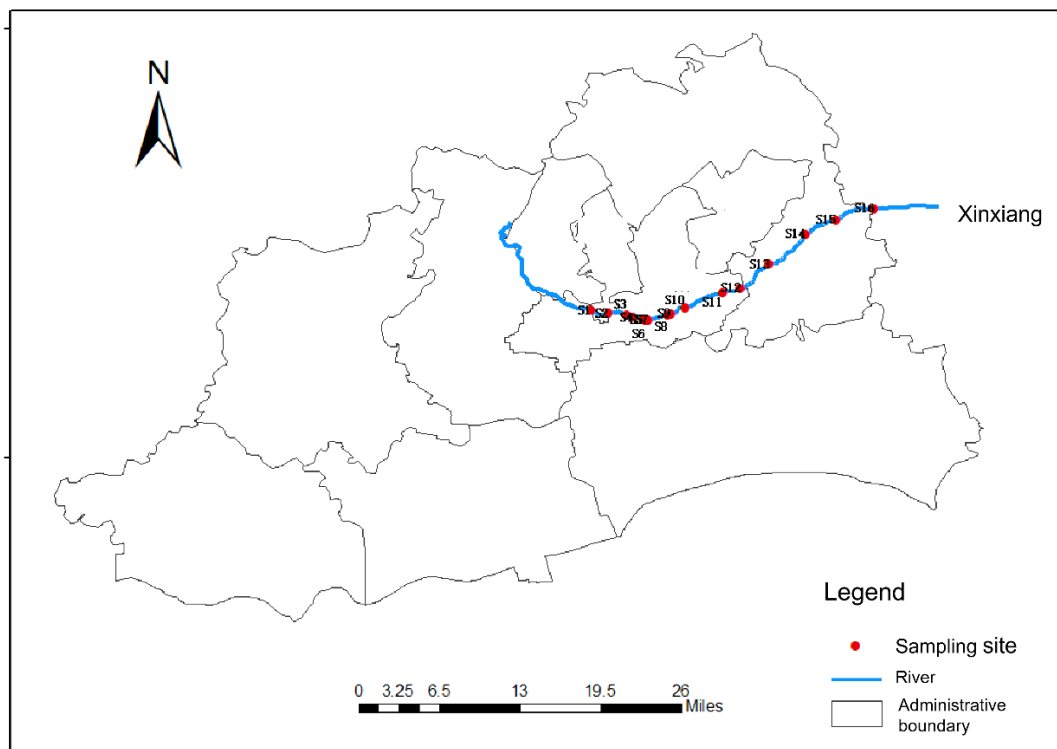 N
Xinxiang
S16
S15
S14
S13
S12
S11
S10
S9
S8
S3
S1
S2
S6
Legend
Sampling site
River
Administrative
boundary
0 3.25 6.5 13 19.5 26
Miles